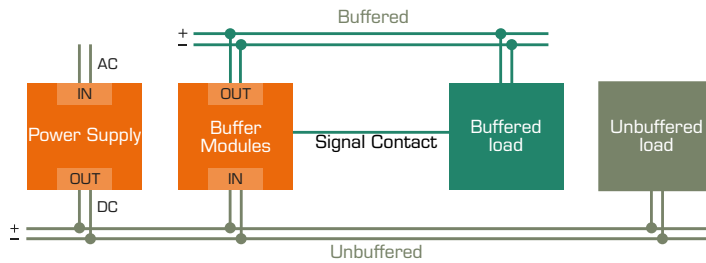 Buffered
+
−
AC
IN
OUT
Power Supply
Buffer
Modules
Signal Contact
Buffered
load
Unbuffered
load
OUT
IN
DC
+
−
Unbuffered